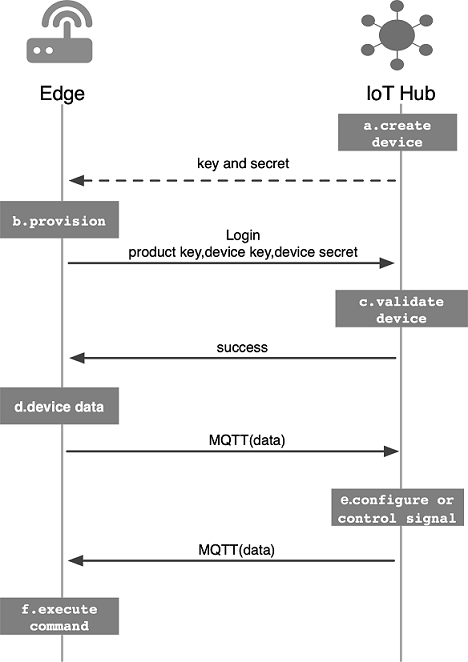 Edge
IoT Hub
a.create
device
key and secret
b.provision
Login
product key,device key,device secret
c.validate
device
success
d.device data
MQTT(data)
e.configure or
control signal
MQTT(data)
f.execute
command